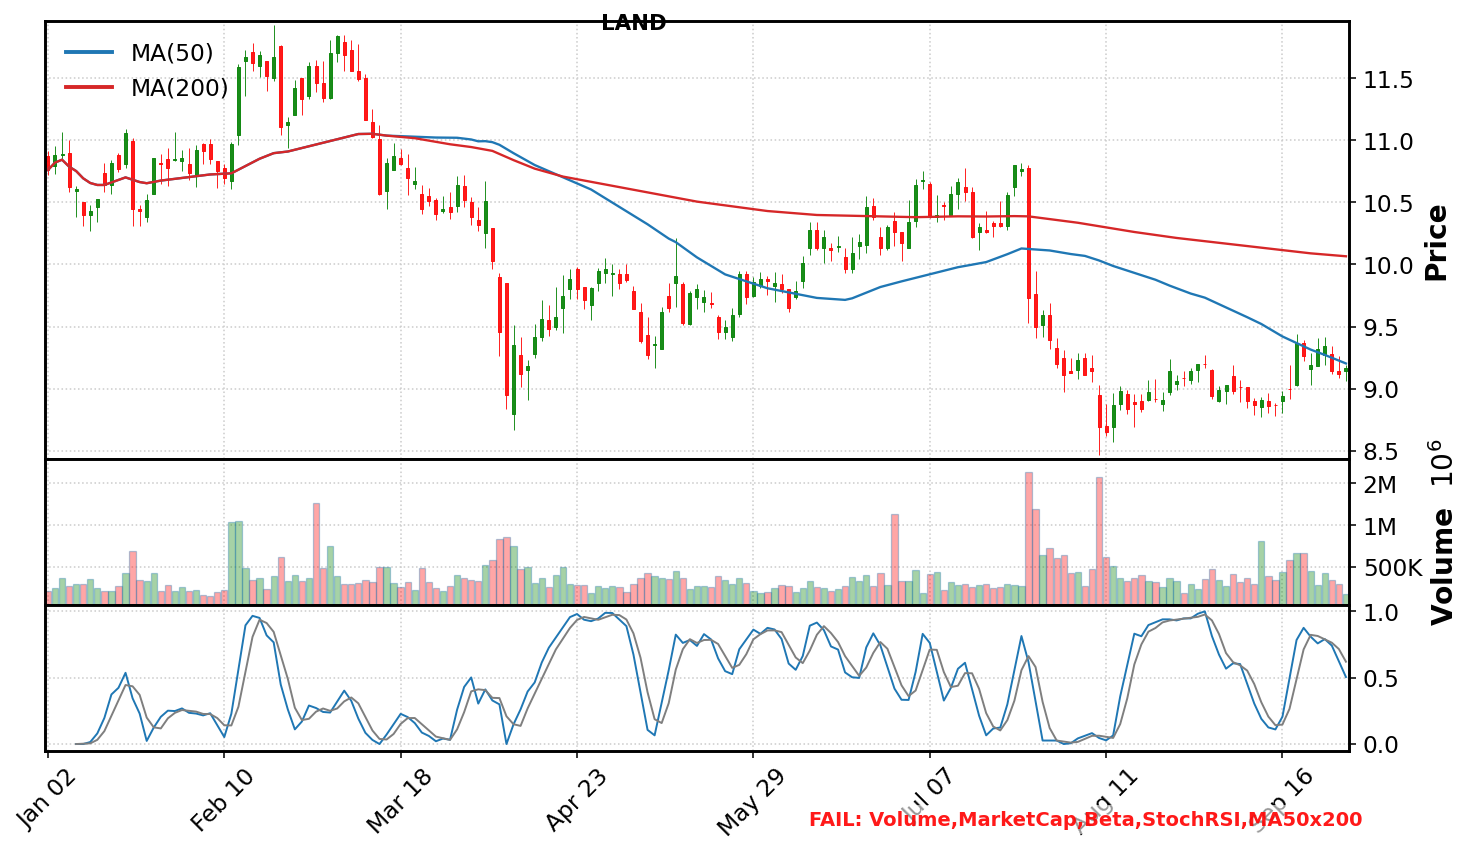 LAND
MA(50)
MA(200)
11.5
11.0
10.5
10.0
9.5
9.0
8.5
Price
2M
1M
500K
Volume 10^6
1.0
0.5
0.0
Jan 02
Feb 10
Mar 18
Apr 23
May 29
Jul 07
Aug 11
Sep 16
FAIL: Volume,MarketCap,Beta,StochRSI,MA50x200